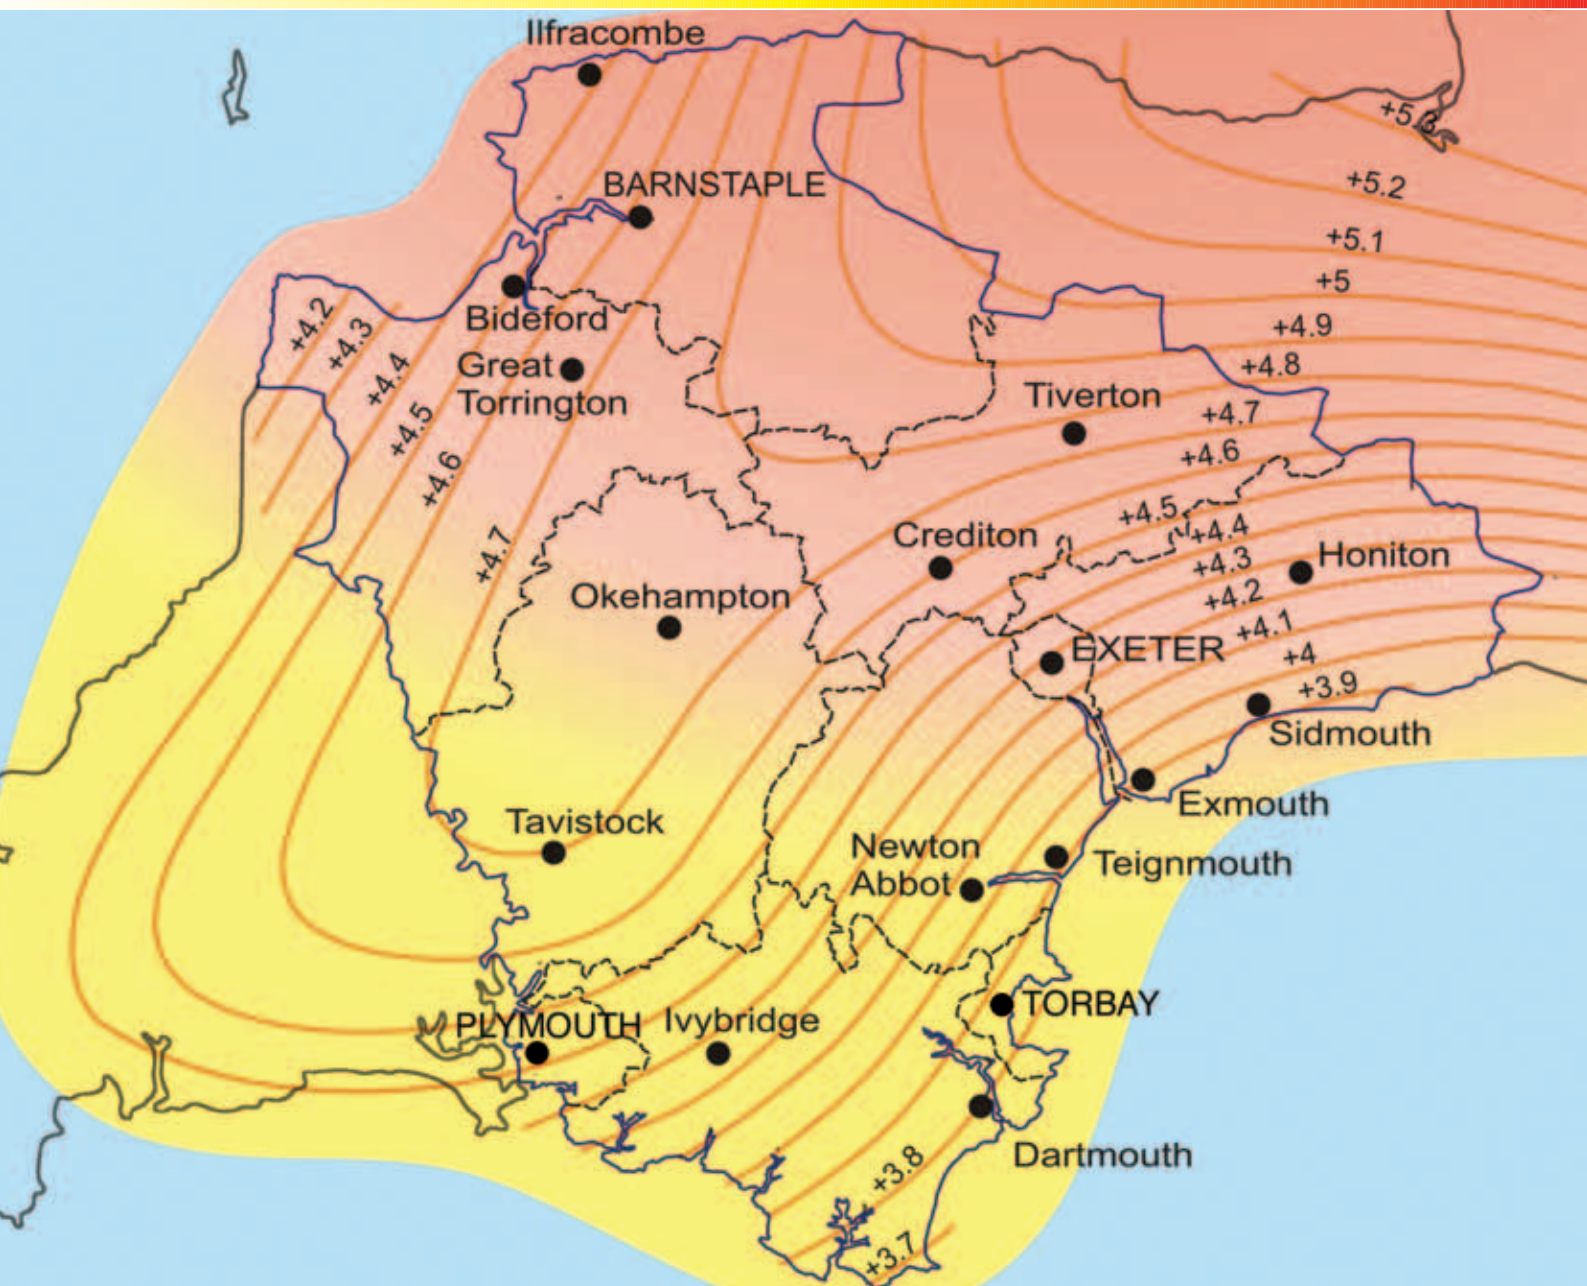 Ilfracombe
+5.3
BARNSTAPLE
+5.2
+5.1
+5
Bideford
+4.2
+4.3
+4.9
Great
Torrington
+4.4
+4.8
Tiverton
+4.7
+4.5
+4.6
+4.6
+4.5
Crediton
+4.4
+4.7
+4.3
Honiton
Okehampton
+4.2
+4.1
EXETER
+4
+3.9
Sidmouth
Exmouth
Tavistock
Newton
Abbot
Teignmouth
TORBAY
PLYMOUTH
Ivybridge
Dartmouth
+3.8
+3.7